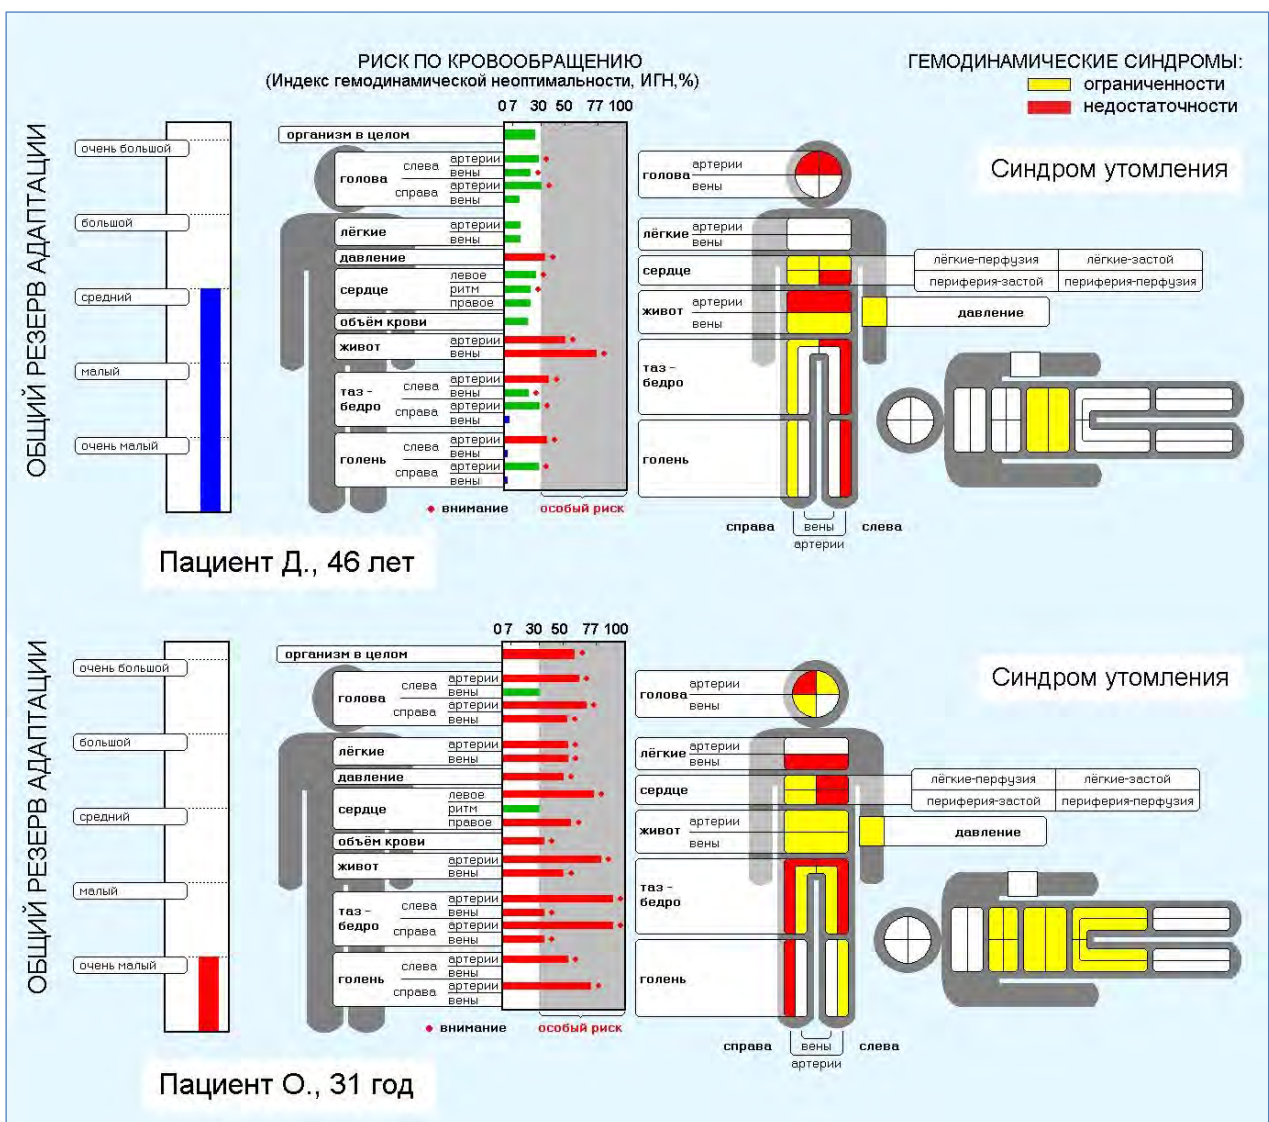 РИСК ПО КРОВООБРАЩЕНИЮ
(Индекс гемодинамической неоптимальности, ИГН,%)
ГЕМОДИНАМИЧЕСКИЕ СИНДРОМЫ:
ограниченности
недостаточности
Синдром утомления
ОБЩИЙ РЕЗЕРВ АДАПТАЦИИ
очень большой
большой
средний
малый
очень малый
0 7 30 50 77 100
организм в целом
голова
слева
артерии
вены
справа
артерии
вены
лёгкие
артерии
вены
давление
сердце
левое
ритм
правое
объём крови
живот
артерии
вены
таз -
бедро
слева
артерии
вены
справа
артерии
вены
голень
слева
артерии
вены
справа
артерии
вены
внимание
особый риск
голова
артерии
вены
лёгкие
артерии
вены
сердце
лёгкие-перфузия
лёгкие-застой
периферия-застой
периферия-перфузия
живот
артерии
вены
давление
таз -
бедро
голень
справа
вены
слева
артерии
Пациент Д., 46 лет
Синдром утомления
ОБЩИЙ РЕЗЕРВ АДАПТАЦИИ
очень большой
большой
средний
малый
очень малый
0 7 30 50 77 100
организм в целом
голова
слева
артерии
вены
справа
артерии
вены
лёгкие
артерии
вены
давление
сердце
левое
ритм
правое
объём крови
живот
артерии
вены
таз -
бедро
слева
артерии
вены
справа
артерии
вены
голень
слева
артерии
вены
справа
артерии
вены
внимание
особый риск
голова
артерии
вены
лёгкие
артерии
вены
сердце
лёгкие-перфузия
лёгкие-застой
периферия-застой
периферия-перфузия
живот
артерии
вены
давление
таз -
бедро
голень
справа
вены
слева
артерии
Пациент О., 31 год